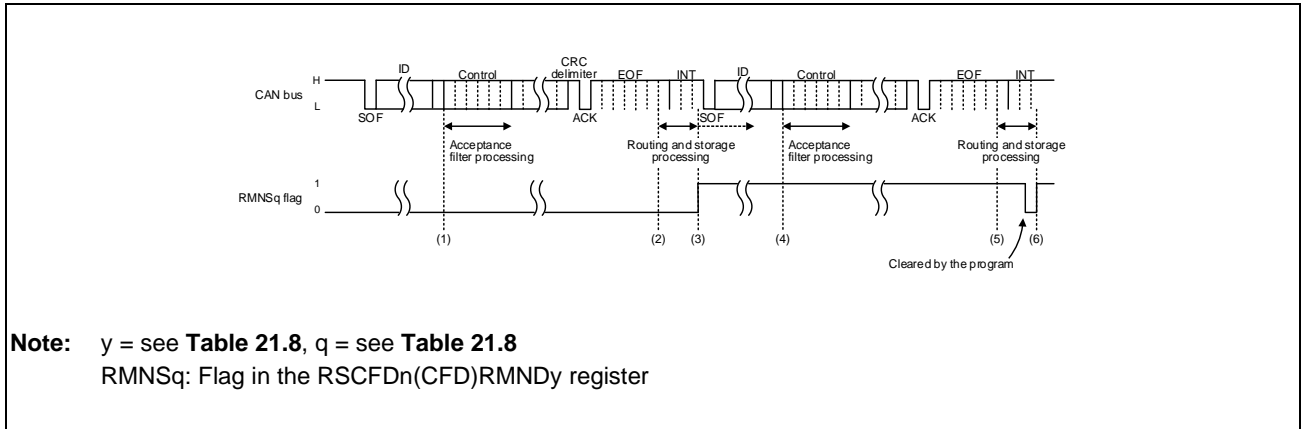 CRC
ID Control delimiter EOF INT ID Control EOF INT
H
CAN bus
L
SOF ACK SOF ACK
Acceptance filter processing
Routing and storage processing
Acceptance filter processing
Routing and storage processing
1
RMNSq flag
0
(1) (2) (3) (4) (5) (6)
Cleared by the program
Note: y = see Table 21.8, q = see Table 21.8
RMNSq: Flag in the RSCFDn(CFD)RMNDy register